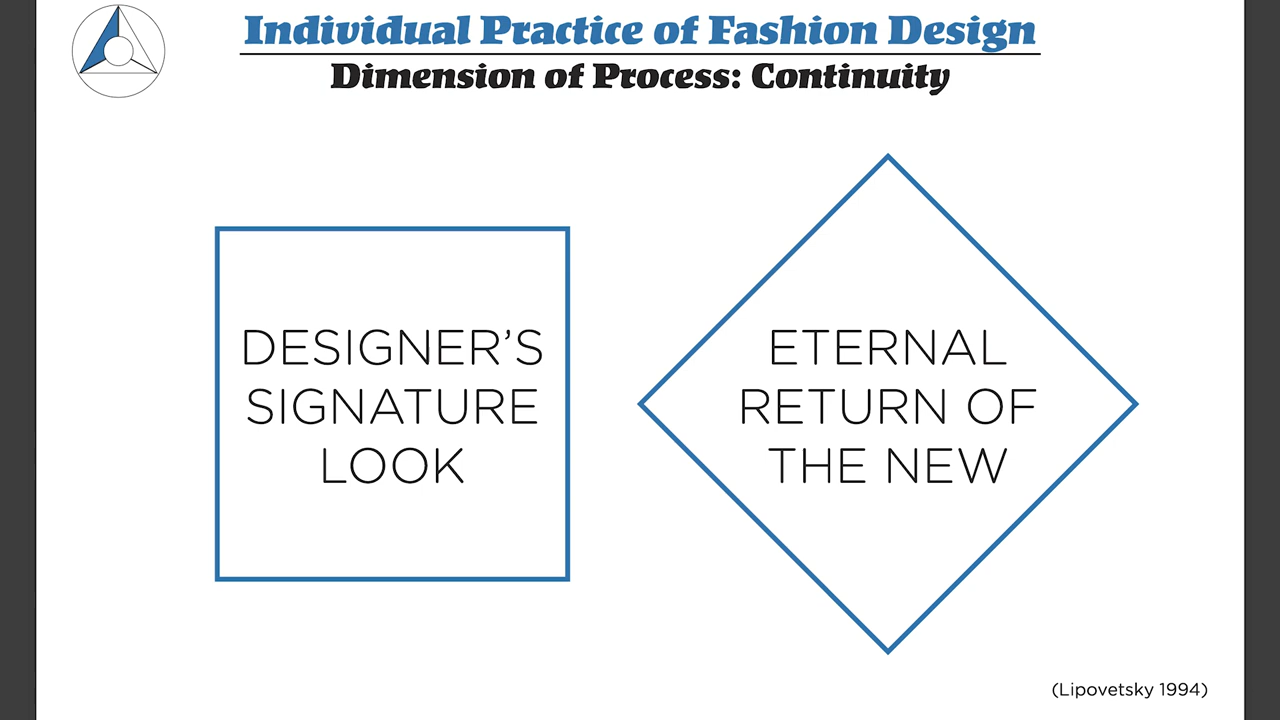 Individual Practice of Fashion Design
Dimension of Process: Continuity
DESIGNER’S
SIGNATURE
LOOK
ETERNAL
RETURN OF
THE NEW
(Lipovetsky 1994)